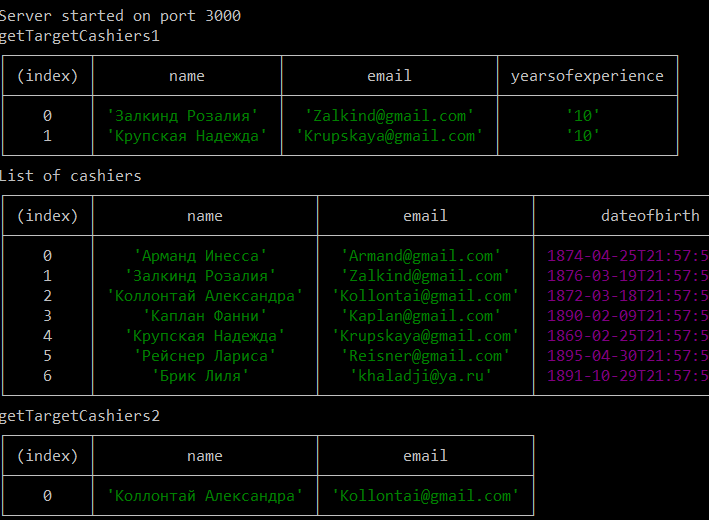 Server started on port 3000
getTargetCashiers1
(index) name email yearsofexperience
0 'Залкинд Розалия' 'Zalkind@gmail.com' '10'
1 'Крупская Надежда' 'Krupskaya@gmail.com' '10'
List of cashiers
(index) name email dateofbirth
0 'Арманд Инесса' 'Armand@gmail.com' 1874-04-25T21:57:5
1 'Залкинд Розалия' 'Zalkind@gmail.com' 1876-03-19T21:57:5
2 'Коллонтай Александра' 'Kollontai@gmail.com' 1872-03-18T21:57:5
3 'Каплан Фанни' 'Kaplan@gmail.com' 1890-02-09T21:57:5
4 'Крупская Надежда' 'Krupskaya@gmail.com' 1869-02-25T21:57:5
5 'Рейснер Лариса' 'Reisner@gmail.com' 1895-04-30T21:57:5
6 'Брик Лиля' 'khaladji@ya.ru' 1891-10-29T21:57:5
getTargetCashiers2
(index) name email
0 'Коллонтай Александра' 'Kollontai@gmail.com'